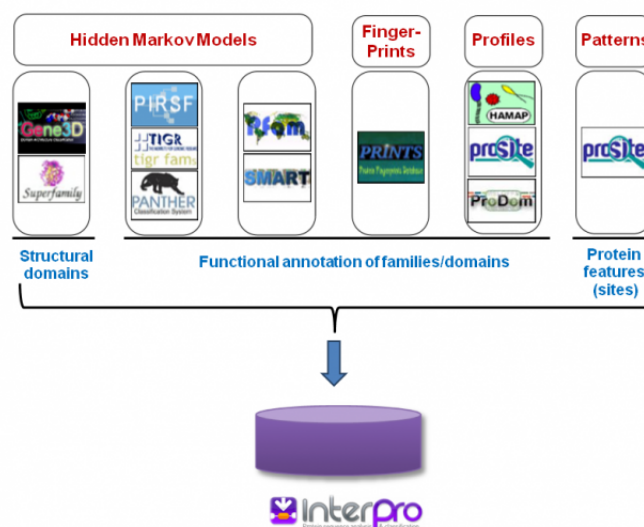 Hidden Markov Models
Finger-
Prints
Profiles
Patterns
Gene3D
Superfamily
PIRSF
TIGR
tigr fams
PANTHER
Classification System
Pfam
SMART
PRINTS
HAMAP
prosite
ProDom
prosite
Structural
domains
Functional annotation of families/domains
Protein
features
(sites)
InterPro